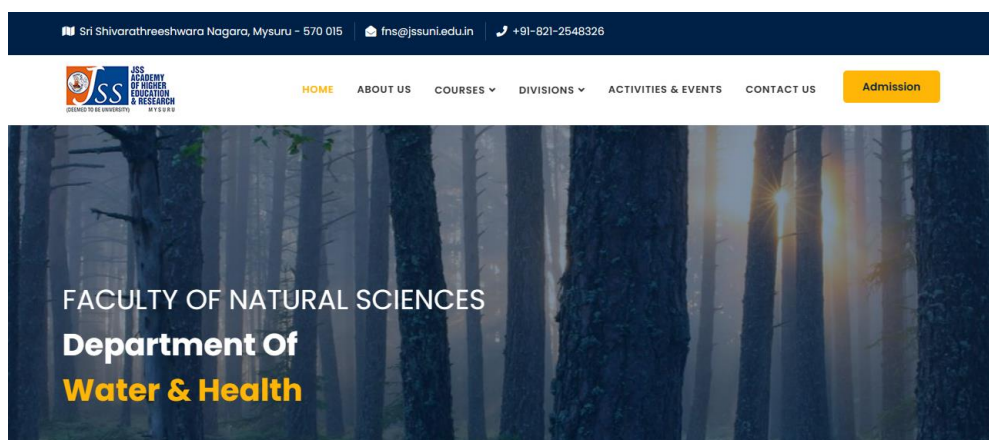 Sri Shivarathreeshwara Nagara, Mysuru - 570 015
fns@jssuni.edu.in
+91-821-2548326
JSS
JSS
ACADEMY
OF HIGHER
EDUCATION
& RESEARCH
(DEEMED TO BE UNIVERSITY) MYSURU
HOME ABOUT US COURSES DIVISIONS ACTIVITIES & EVENTS CONTACT US Admission
FACULTY OF NATURAL SCIENCES
Department Of
Water & Health